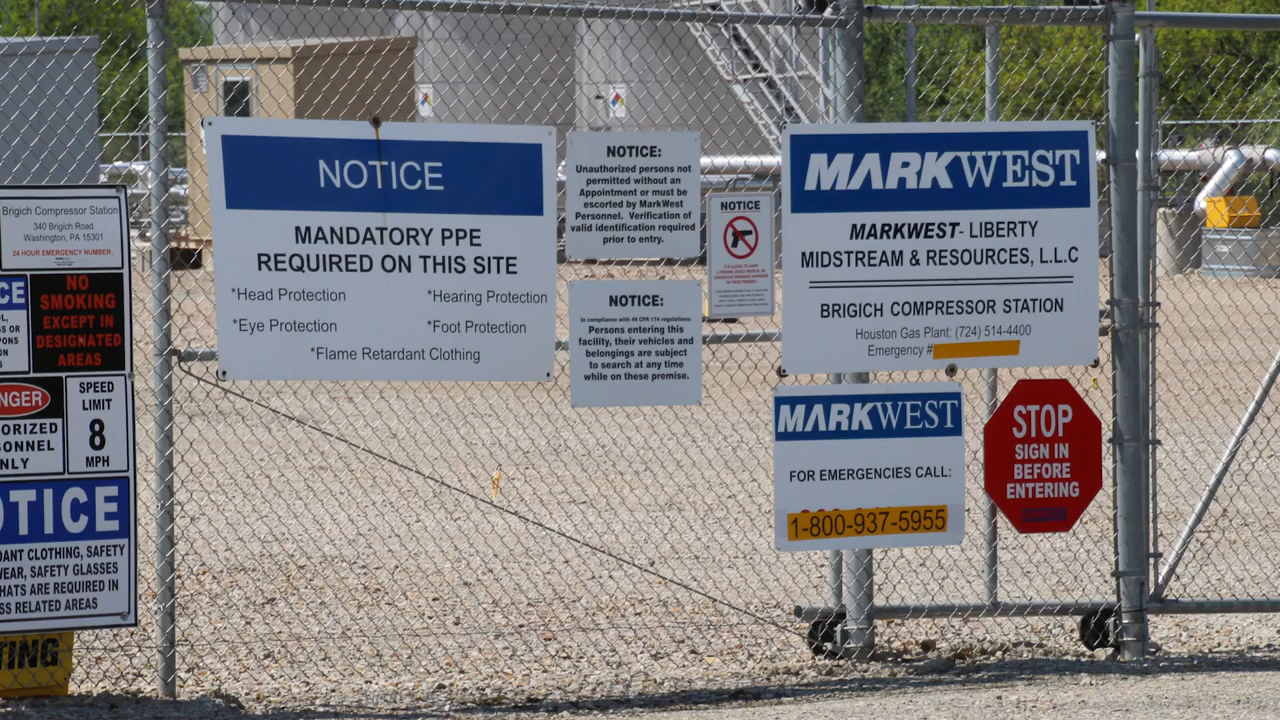 Brigich Compressor Station
340 Brigich Road
Washington, PA 15301
24 HOUR EMERGENCY NUMBER.
CE
NO
SMOKING
EXCEPT IN
DESIGNATED
AREAS
NGER
ORIZED
ONNEL
NLY
SPEED
LIMIT
8
MPH
OTICE
DANT CLOTHING, SAFETY
WEAR, SAFETY GLASSES
HATS ARE REQUIRED IN
SS RELATED AREAS
TING
NOTICE
MANDATORY PPE
REQUIRED ON THIS SITE
*Head Protection
*Hearing Protection
*Eye Protection
*Foot Protection
*Flame Retardant Clothing
NOTICE:
Unauthorized persons not
permitted without an
Appointment or must be
escorted by MarkWest
Personnel. Verification of
valid identification required
prior to entry.
NOTICE:
In compliance with 49 CFR 174 regulations:
Persons entering this
facility, their vehicles and
belongings are subject
to search at any time
while on these premise.
NOTICE
MARKWEST
MARKWEST- LIBERTY
MIDSTREAM & RESOURCES, L.L.C
BRIGICH COMPRESSOR STATION
Houston Gas Plant: (724) 514-4400
Emergency #
MARKWEST
FOR EMERGENCIES CALL:
1-800-937-5955
STOP
SIGN IN
BEFORE
ENTERING